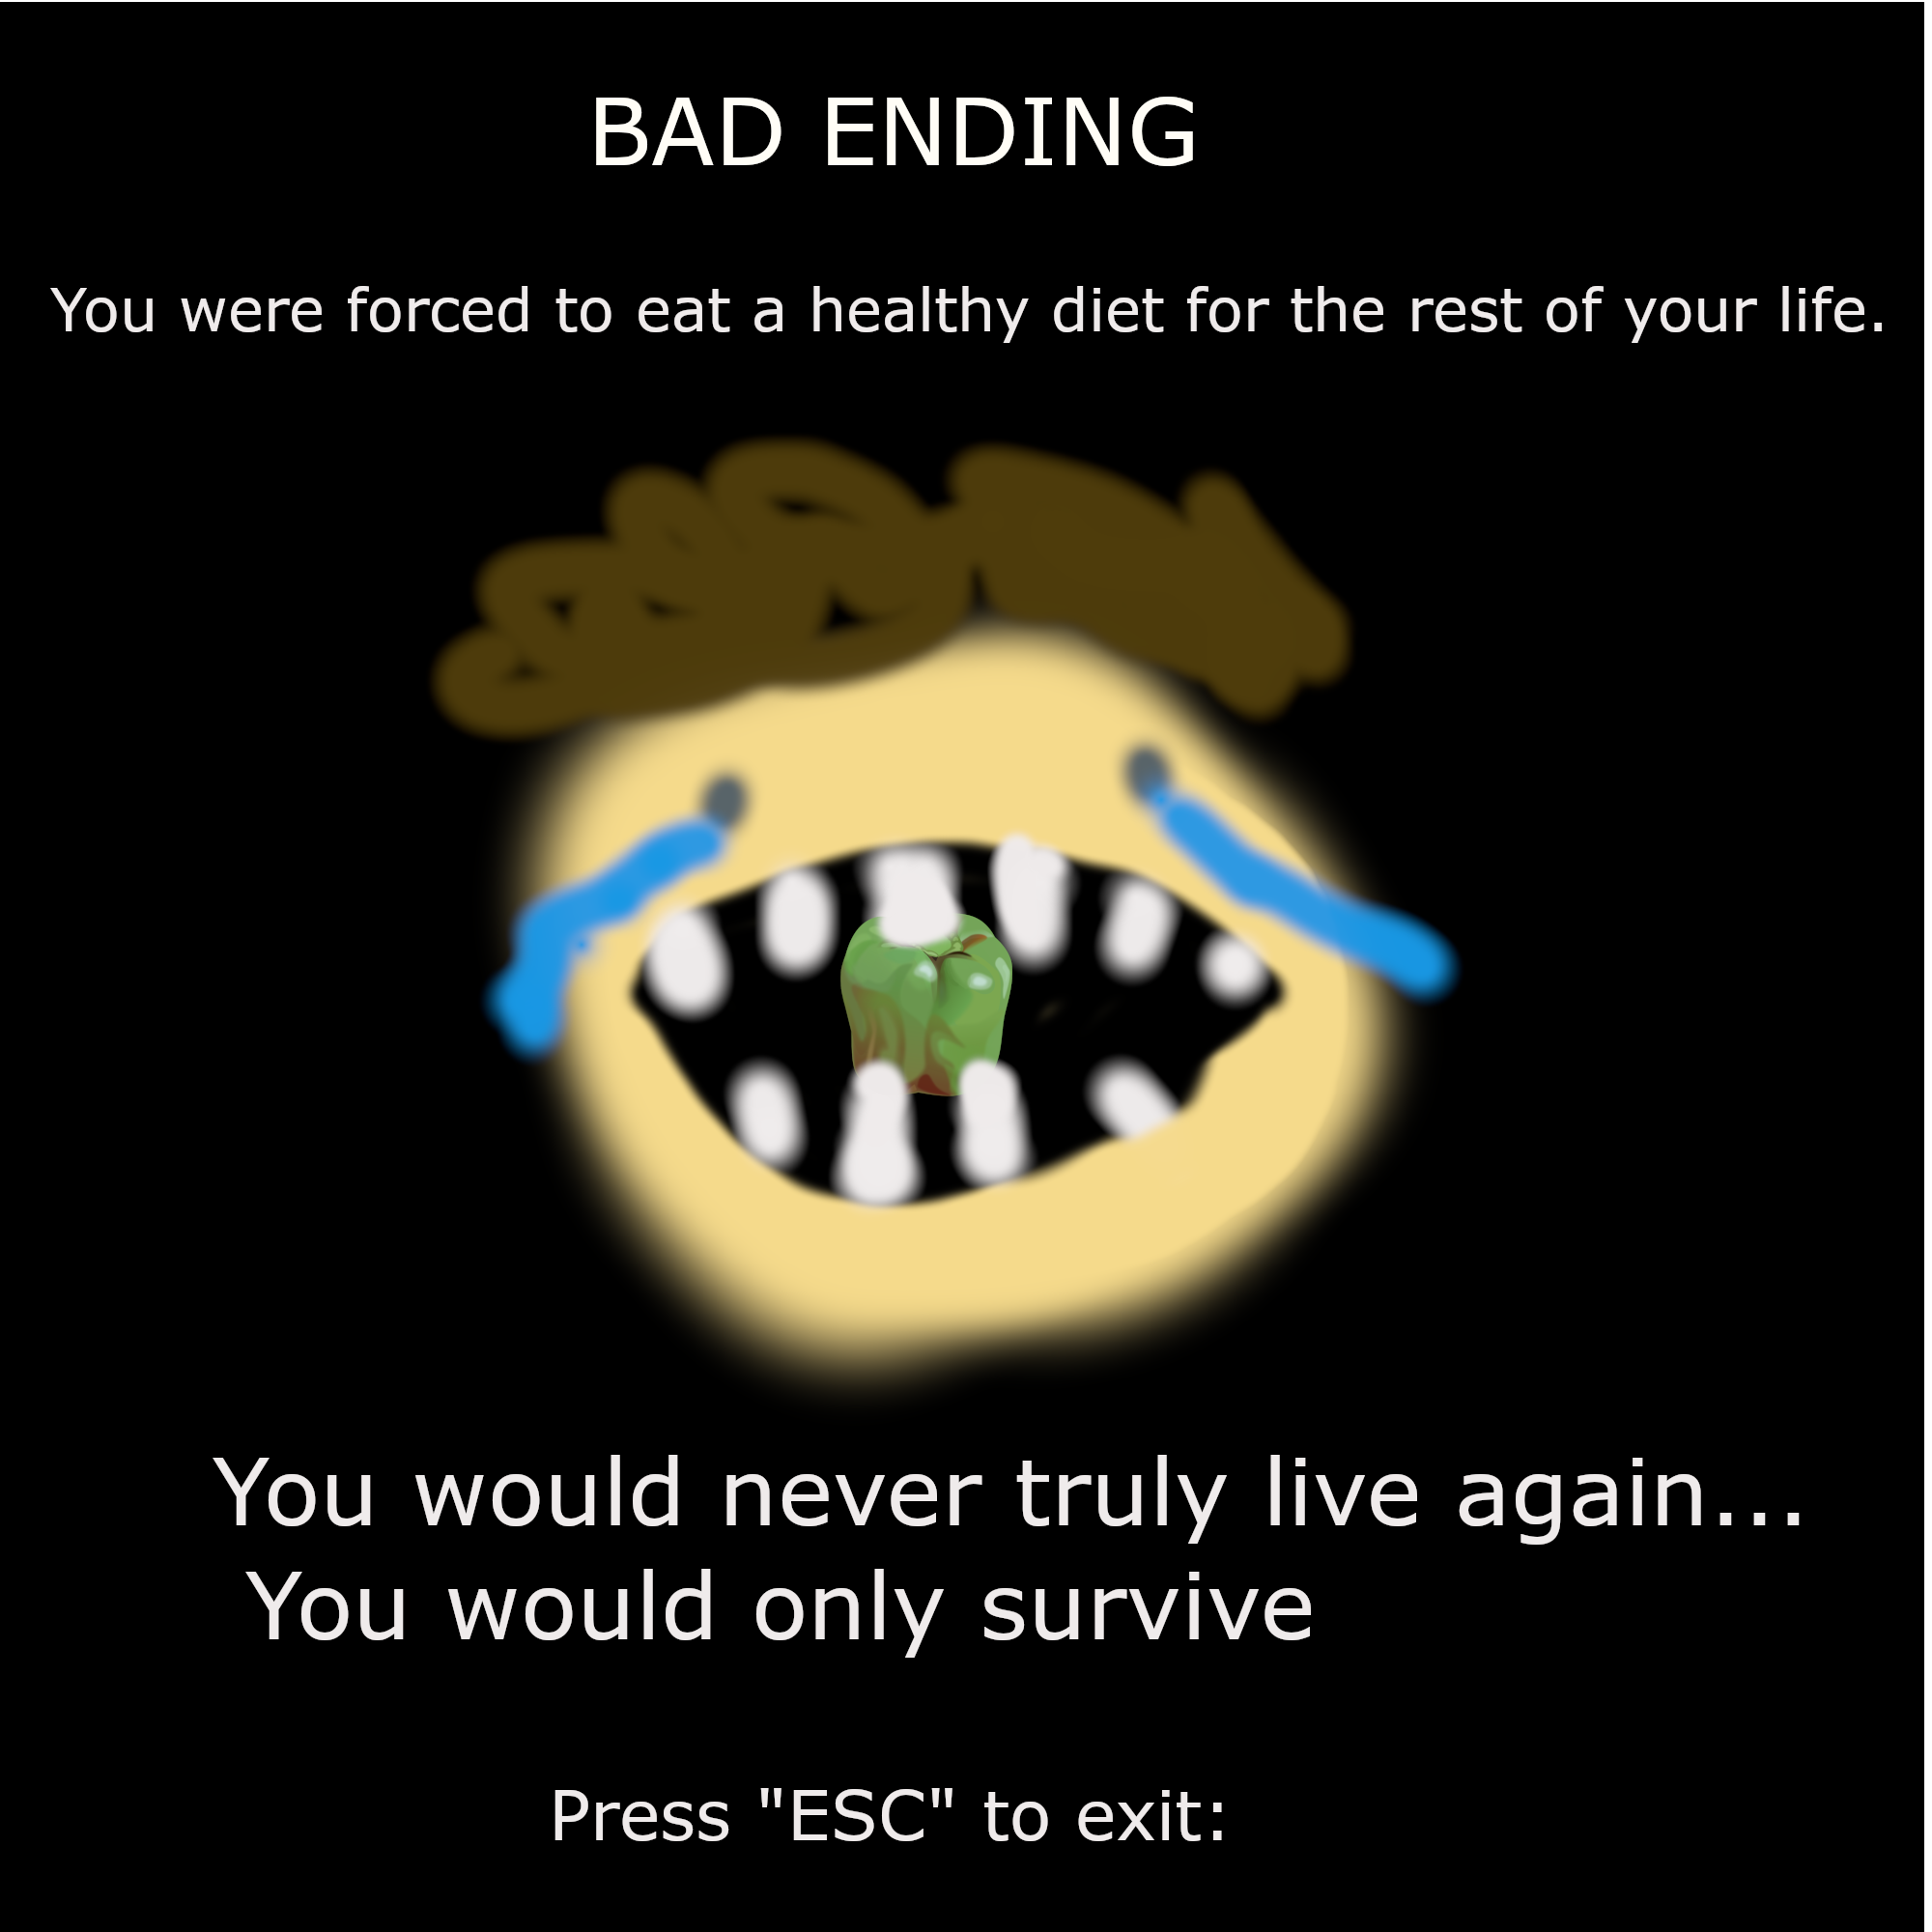 BAD ENDING
You were forced to eat a healthy diet for the rest of your life.
You would never truly live again...
You would only survive
Press "ESC" to exit: